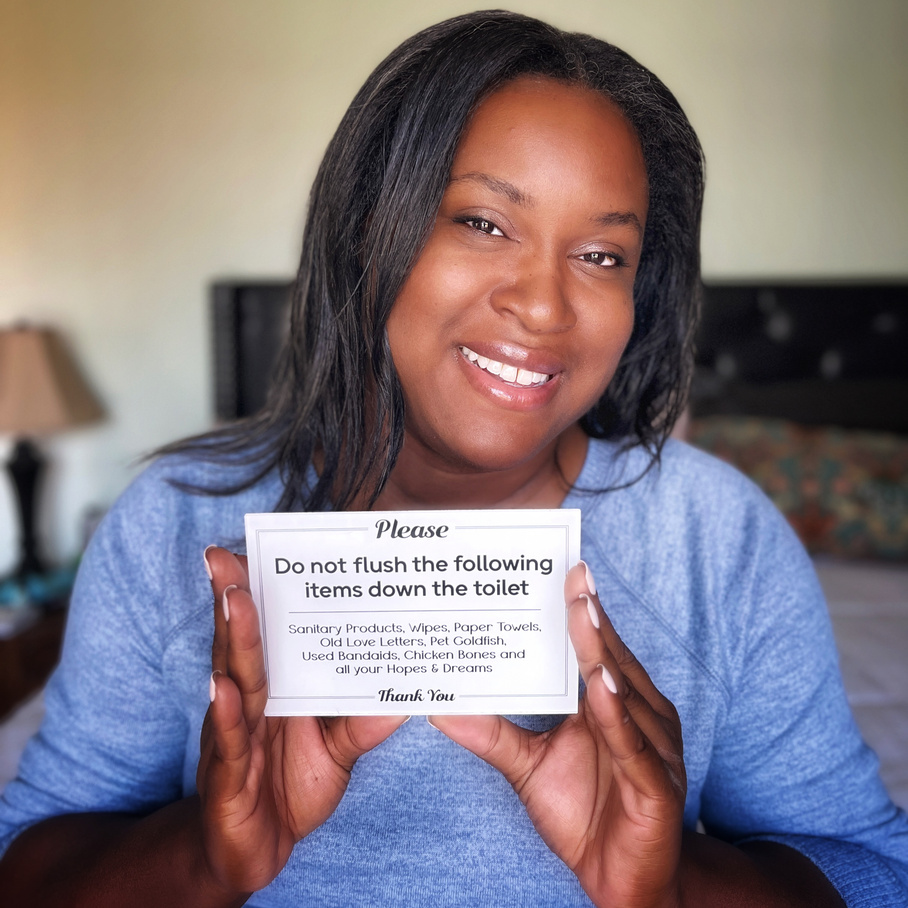 Please
Do not flush the following
items down the toilet
Sanitary Products, Wipes, Paper Towels,
Old Love Letters, Pet Goldfish,
Used Bandaids, Chicken Bones and
all your Hopes & Dreams
Thank You